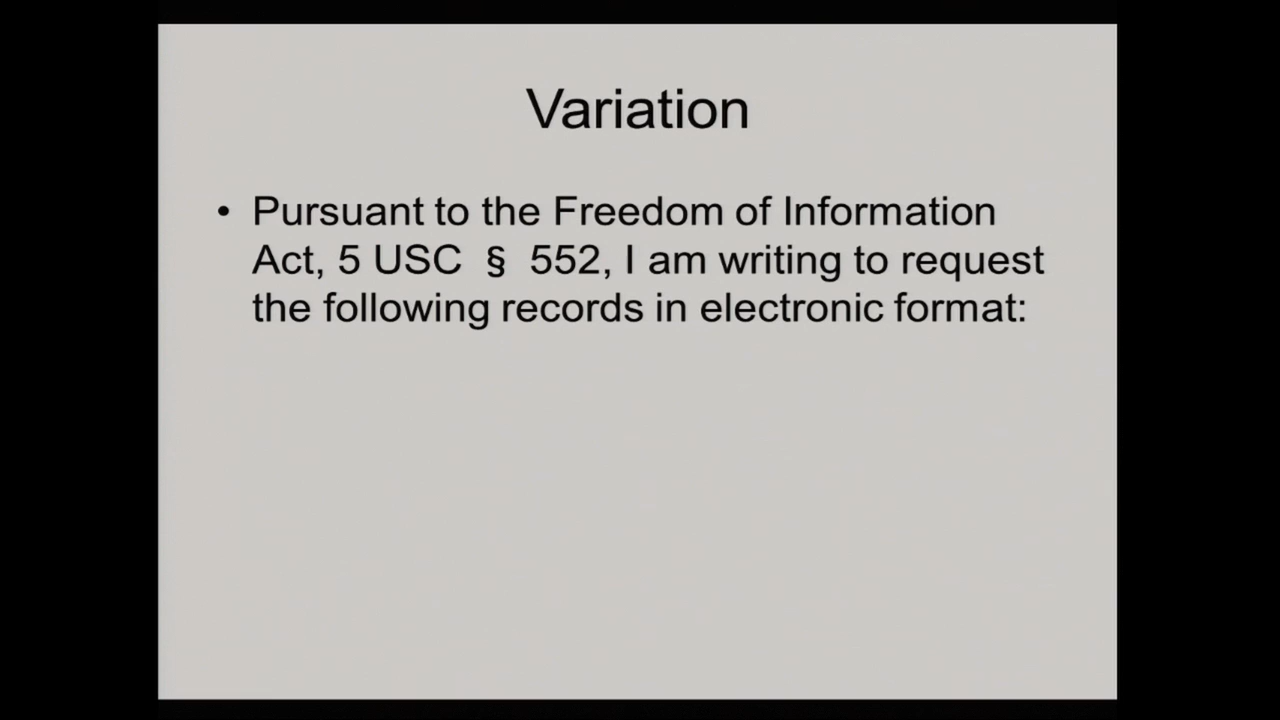 Variation
• Pursuant to the Freedom of Information
Act, 5 USC § 552, I am writing to request
the following records in electronic format: